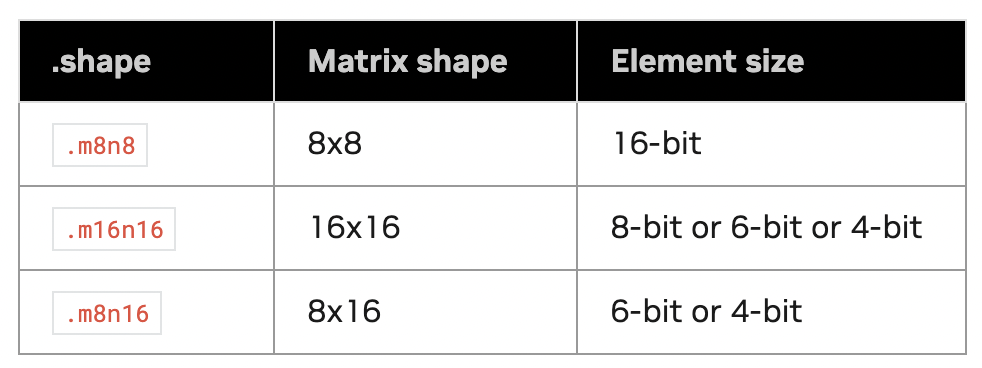 .shape Matrix shape Element size
.m8n8 8x8 16-bit
.m16n16 16x16 8-bit or 6-bit or 4-bit
.m8n16 8x16 6-bit or 4-bit